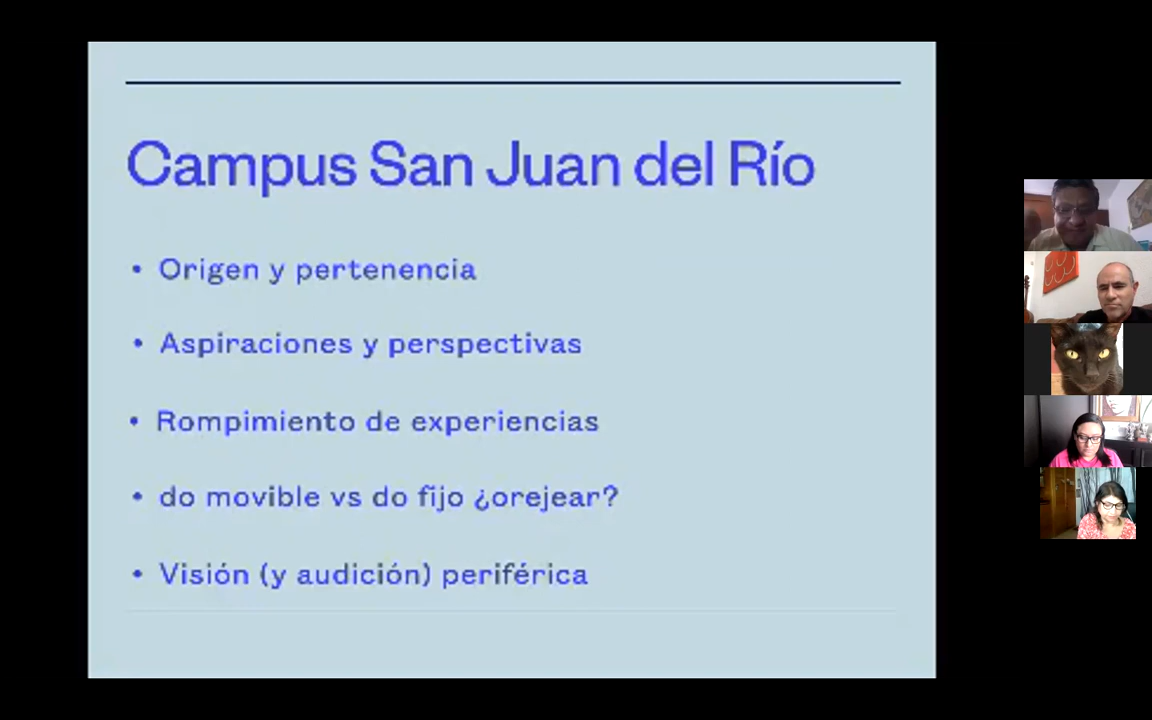 Campus San Juan del Río
• Origen y pertenencia
• Aspiraciones y perspectivas
• Rompimiento de experiencias
• do movible vs do fijo ¿orejear?
• Visión (y audición) periférica